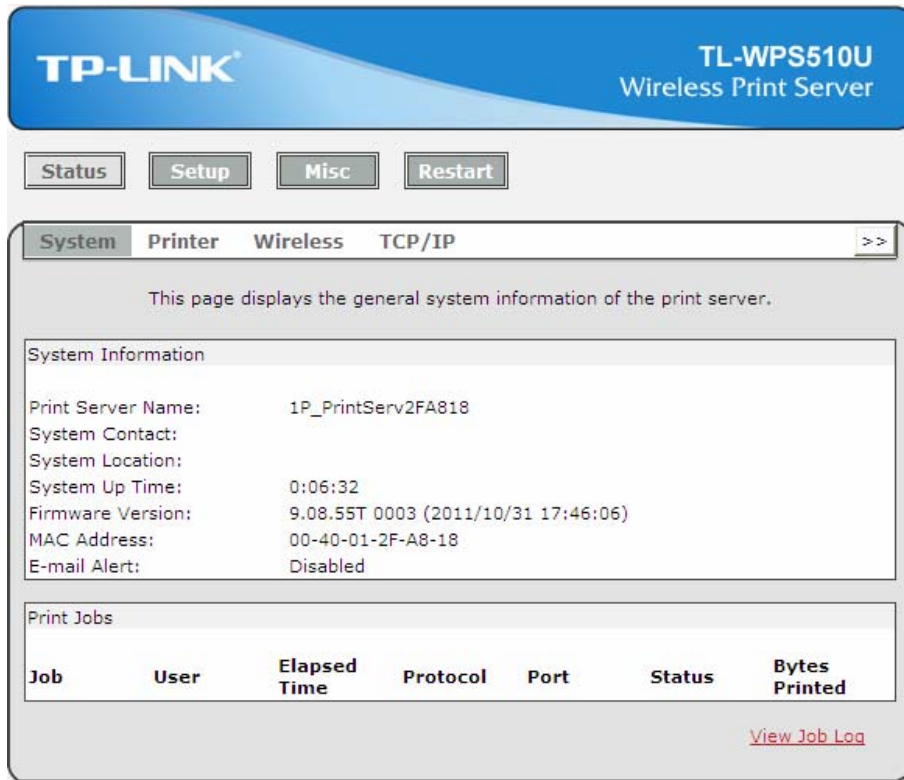 TP-LINK®
TL-WPS510U
Wireless Print Server
Status Setup Misc Restart
System Printer Wireless TCP/IP >>
This page displays the general system information of the print server.
System Information
Print Server Name: 1P_PrintServ2FA818
System Contact:
System Location:
System Up Time: 0:06:32
Firmware Version: 9.08.55T 0003 (2011/10/31 17:46:06)
MAC Address: 00-40-01-2F-A8-18
E-mail Alert: Disabled
Print Jobs
Job User Elapsed Time Protocol Port Status Bytes Printed
View Job Log